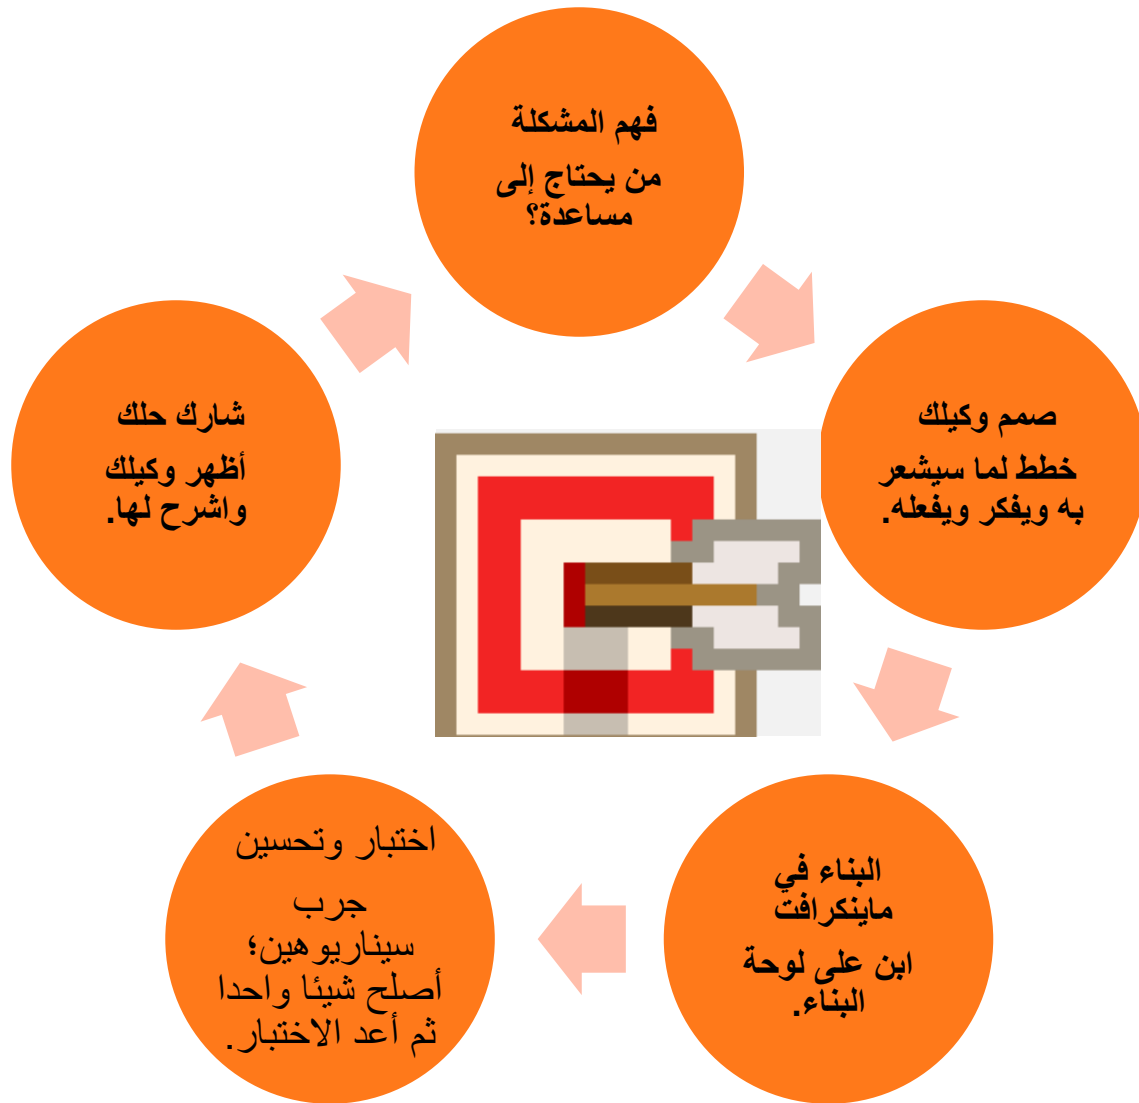 فهم المشكلة
من يحتاج إلى
مساعدة؟
صمم وكيلك
خطط لما سيشعر
به ويفكر ويفعله.
البناء في
ماينكرافت
ابن على لوحة
البناء.
اختبار وتحسين
جرب
سيناريوهين؛
أصلح شيئا واحدا
ثم أعد الاختبار.
شارك حلك
أظهر وكيلك
واشرح لها.